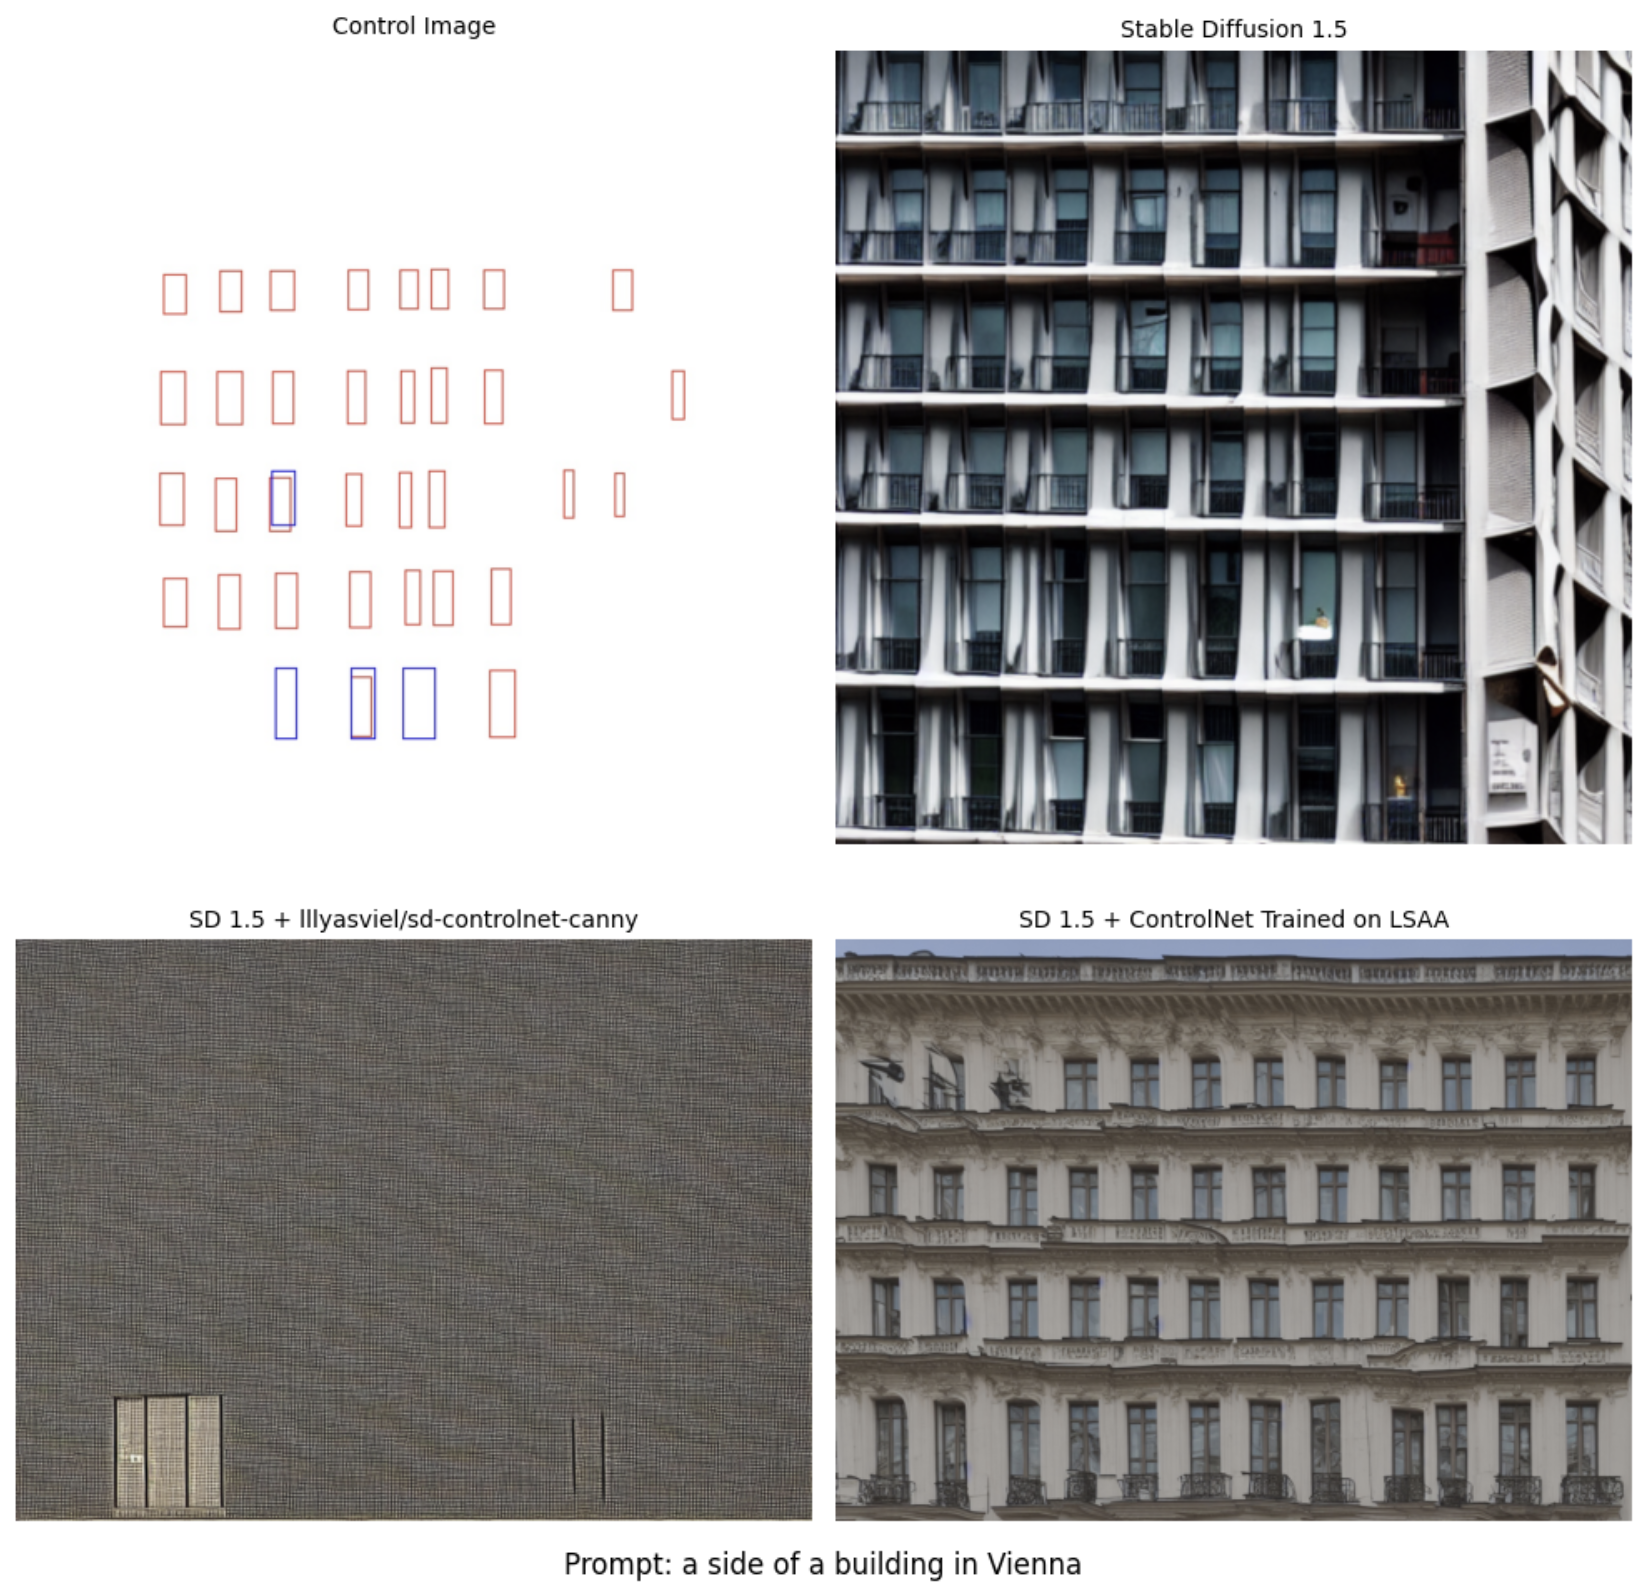 Control Image
Stable Diffusion 1.5
SD 1.5 + lllyasviel/sd-controlnet-canny
SD 1.5 + ControlNet Trained on LSAA
Prompt: a side of a building in Vienna